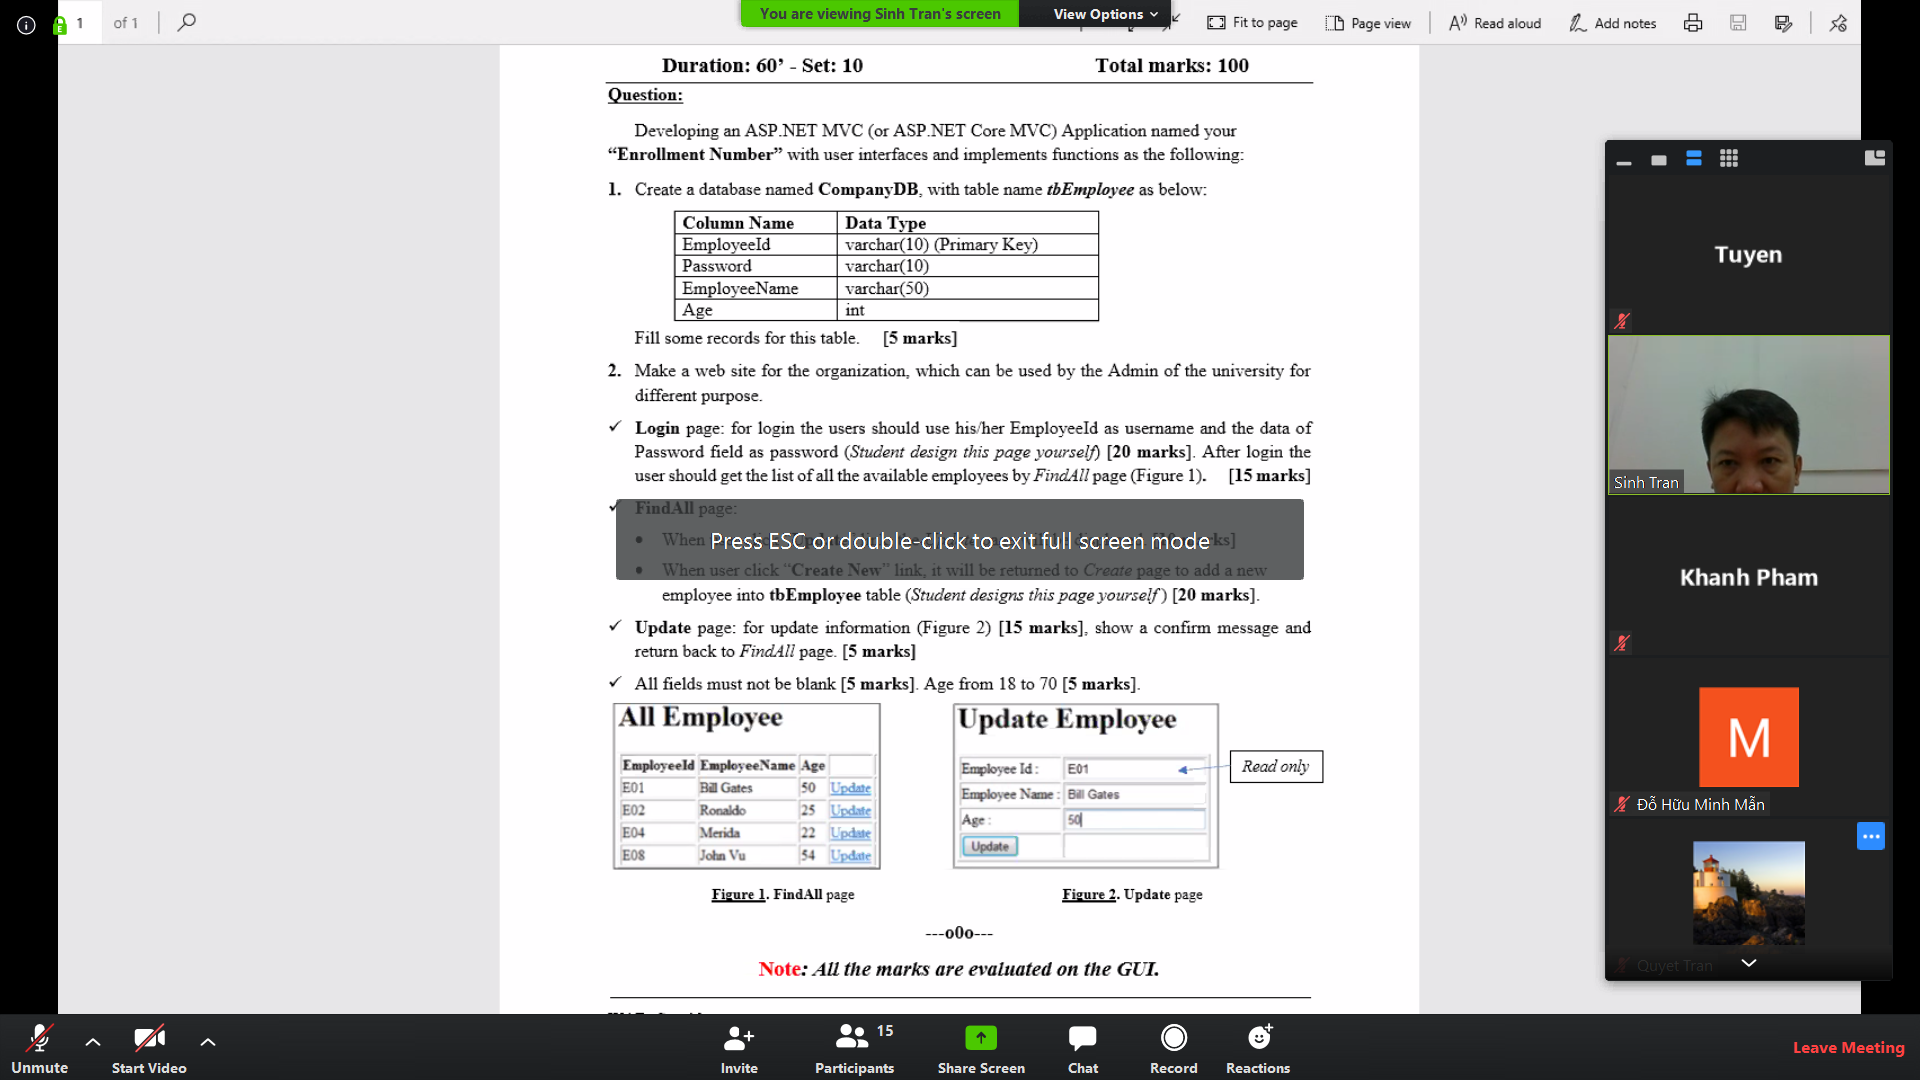 1 of 1
You are viewing Sinh Tran's screen View Options
Fit to page Page view Read aloud Add notes
Duration: 60’ - Set: 10 Total marks: 100
Question:
Developing an ASP.NET MVC (or ASP.NET Core MVC) Application named your
“Enrollment Number” with user interfaces and implements functions as the following:
1. Create a database named CompanyDB, with table name tbEmployee as below:
Column Name Data Type
EmployeeId varchar(10) (Primary Key)
Password varchar(10)
EmployeeName varchar(50)
Age int
Fill some records for this table. [5 marks]
2. Make a web site for the organization, which can be used by the Admin of the university for
different purpose.
✓ Login page: for login the users should use his/her EmployeeId as username and the data of
Password field as password (Student design this page yourself) [20 marks]. After login the
user should get the list of all the available employees by FindAll page (Figure 1). [15 marks]
✓ FindAll page:
Press ESC or double-click to exit full screen mode
• When
• When user click “Create New” link, it will be returned to Create page to add a new
employee into tbEmployee table (Student designs this page yourself) [20 marks].
✓ Update page: for update information (Figure 2) [15 marks], show a confirm message and
return back to FindAll page. [5 marks]
✓ All fields must not be blank [5 marks]. Age from 18 to 70 [5 marks].
All Employee
EmployeeId EmployeeName Age
E01 Bill Gates 50 Update
E02 Ronaldo 25 Update
E04 Merida 22 Update
E08 John Vu 54 Update
Figure 1. FindAll page
Update Employee
Employee Id : E01
Employee Name : Bill Gates
Age : 50
Update
Read only
Figure 2. Update page
---o0o---
Note: All the marks are evaluated on the GUI.
Tuyen
Sinh Tran
Khanh Pham
M
Đỗ Hữu Minh Mẫn
Quyet Tran
Unmute
Start Video
Invite
Participants 15
Share Screen
Chat
Record
Reactions
Leave Meeting